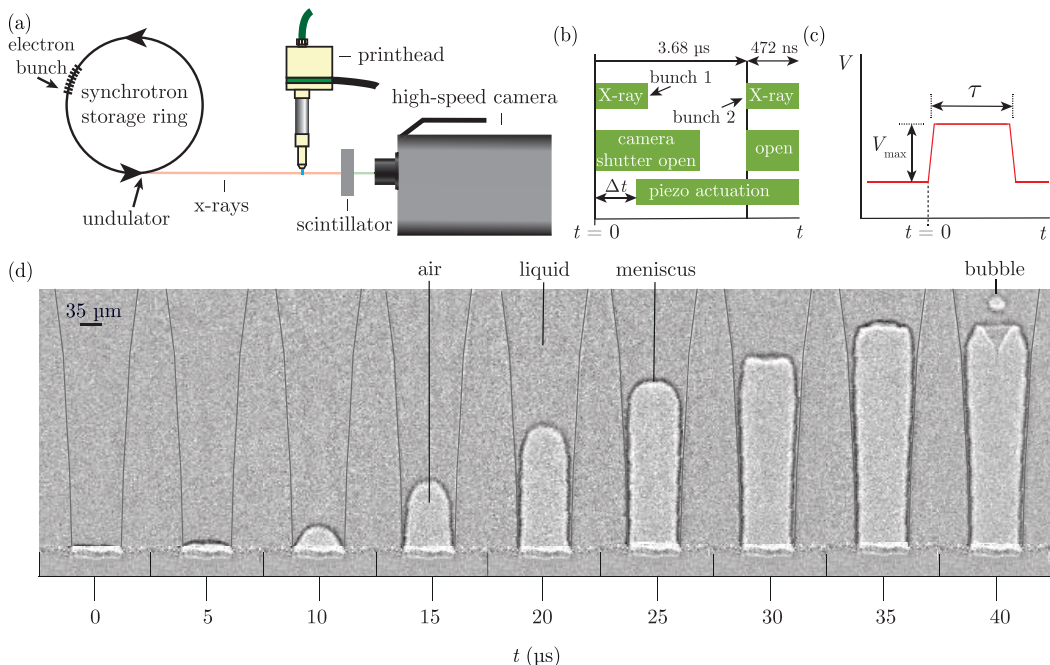 (a)
electron
bunch
synchrotron
storage ring
printhead
high-speed camera
undulator
x-rays
scintillator
(b)
3.68 µs
472 ns
X-ray
bunch 1
X-ray
bunch 2
camera
shutter open
open
Δt
piezo actuation
t = 0
t
(c)
V
τ
Vmax
t = 0
t
(d)
air
liquid
meniscus
bubble
35 µm
0
5
10
15
20
25
30
35
40
t (µs)